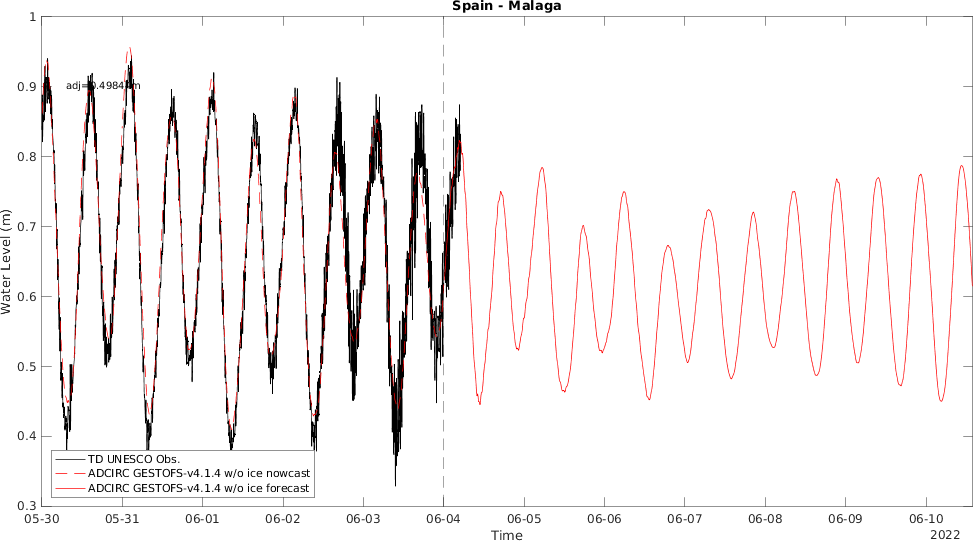 Spain - Malaga
1
0.9
0.8
0.7
0.6
0.5
0.4
0.3
Water Level (m)
TD UNESCO Obs.
ADCIRC GESTOFS-v4.1.4 w/o ice nowcast
ADCIRC GESTOFS-v4.1.4 w/o ice forecast
05-30 05-31 06-01 06-02 06-03 06-04 06-05 06-06 06-07 06-08 06-09 06-10
Time
2022